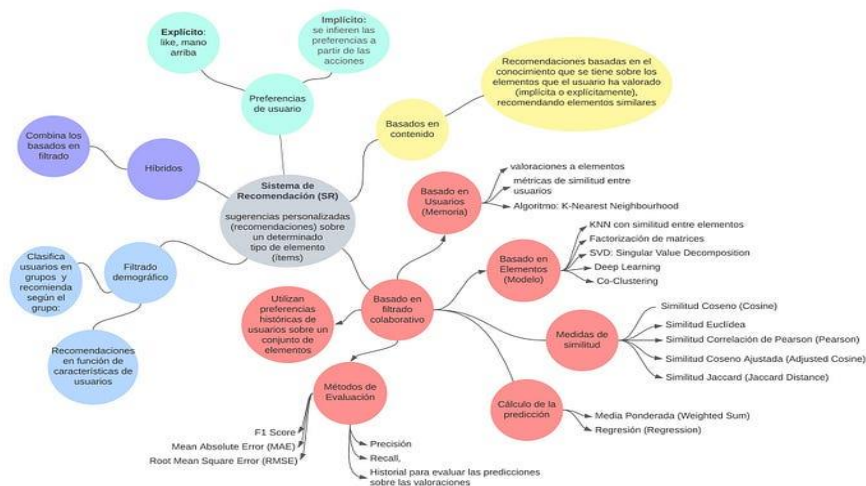 Explícito:
like, mano
arriba
Implícito:
se infieren las
preferencias a
partir de las
acciones
Preferencias
de usuario
Recomendaciones basadas en el
conocimiento que se tiene sobre los
elementos que el usuario ha valorado
(implícita o explícitamente),
recomendando elementos similares
Basados en
contenido
Combina los
basados en
filtrado
Híbridos
Sistema de
Recomendación (SR)
sugerencias personalizadas
(recomendaciones) sobre
un determinado
tipo de elemento
(ítems)
Basado en
Usuarios
(Memoria)
valoraciones a elementos
métricas de similitud entre
usuarios
Algoritmo: K-Nearest Neighbourhood
Clasifica
usuarios en
grupos y
recomienda
según el
grupo:
Filtrado
demográfico
Recomendaciones
en función de
características de
usuarios
Utilizan
preferencias
históricas de
usuarios sobre un
conjunto de
elementos
Basado en
filtrado
colaborativo
Basado en
Elementos
(Modelo)
KNN con similitud entre elementos
Factorización de matrices
SVD: Singular Value Decomposition
Deep Learning
Co-Clustering
Medidas de
similitud
Similitud Coseno (Cosine)
Similitud Euclídea
Similitud Correlación de Pearson (Pearson)
Similitud Coseno Ajustada (Adjusted Cosine)
Similitud Jaccard (Jaccard Distance)
Cálculo de la
predicción
Media Ponderada (Weighted Sum)
Regresión (Regression)
Métodos de
Evaluación
F1 Score
Mean Absolute Error (MAE)
Root Mean Square Error (RMSE)
Precisión
Recall,
Historial para evaluar las predicciones
sobre las valoraciones